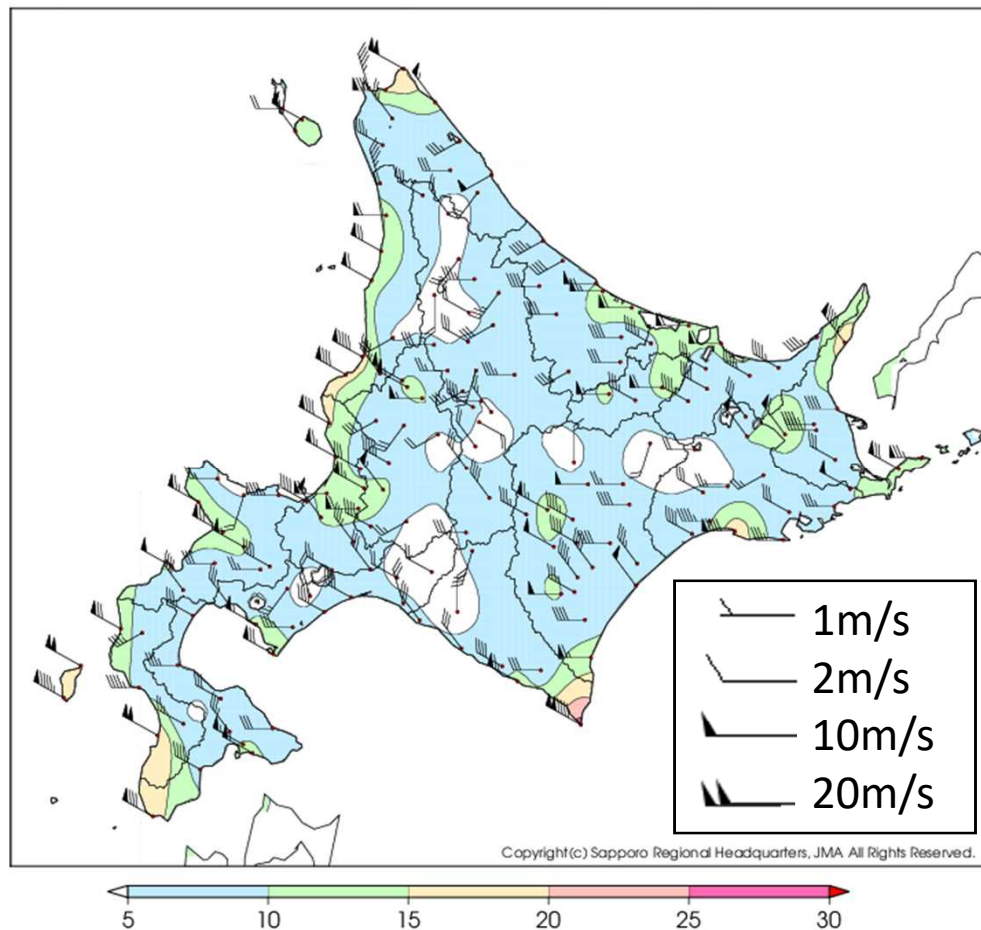 1m/s
2m/s
10m/s
20m/s
Copyright(c) Sapporo Regional Headquarters, JMA All Rights Reserved.
5 10 15 20 25 30